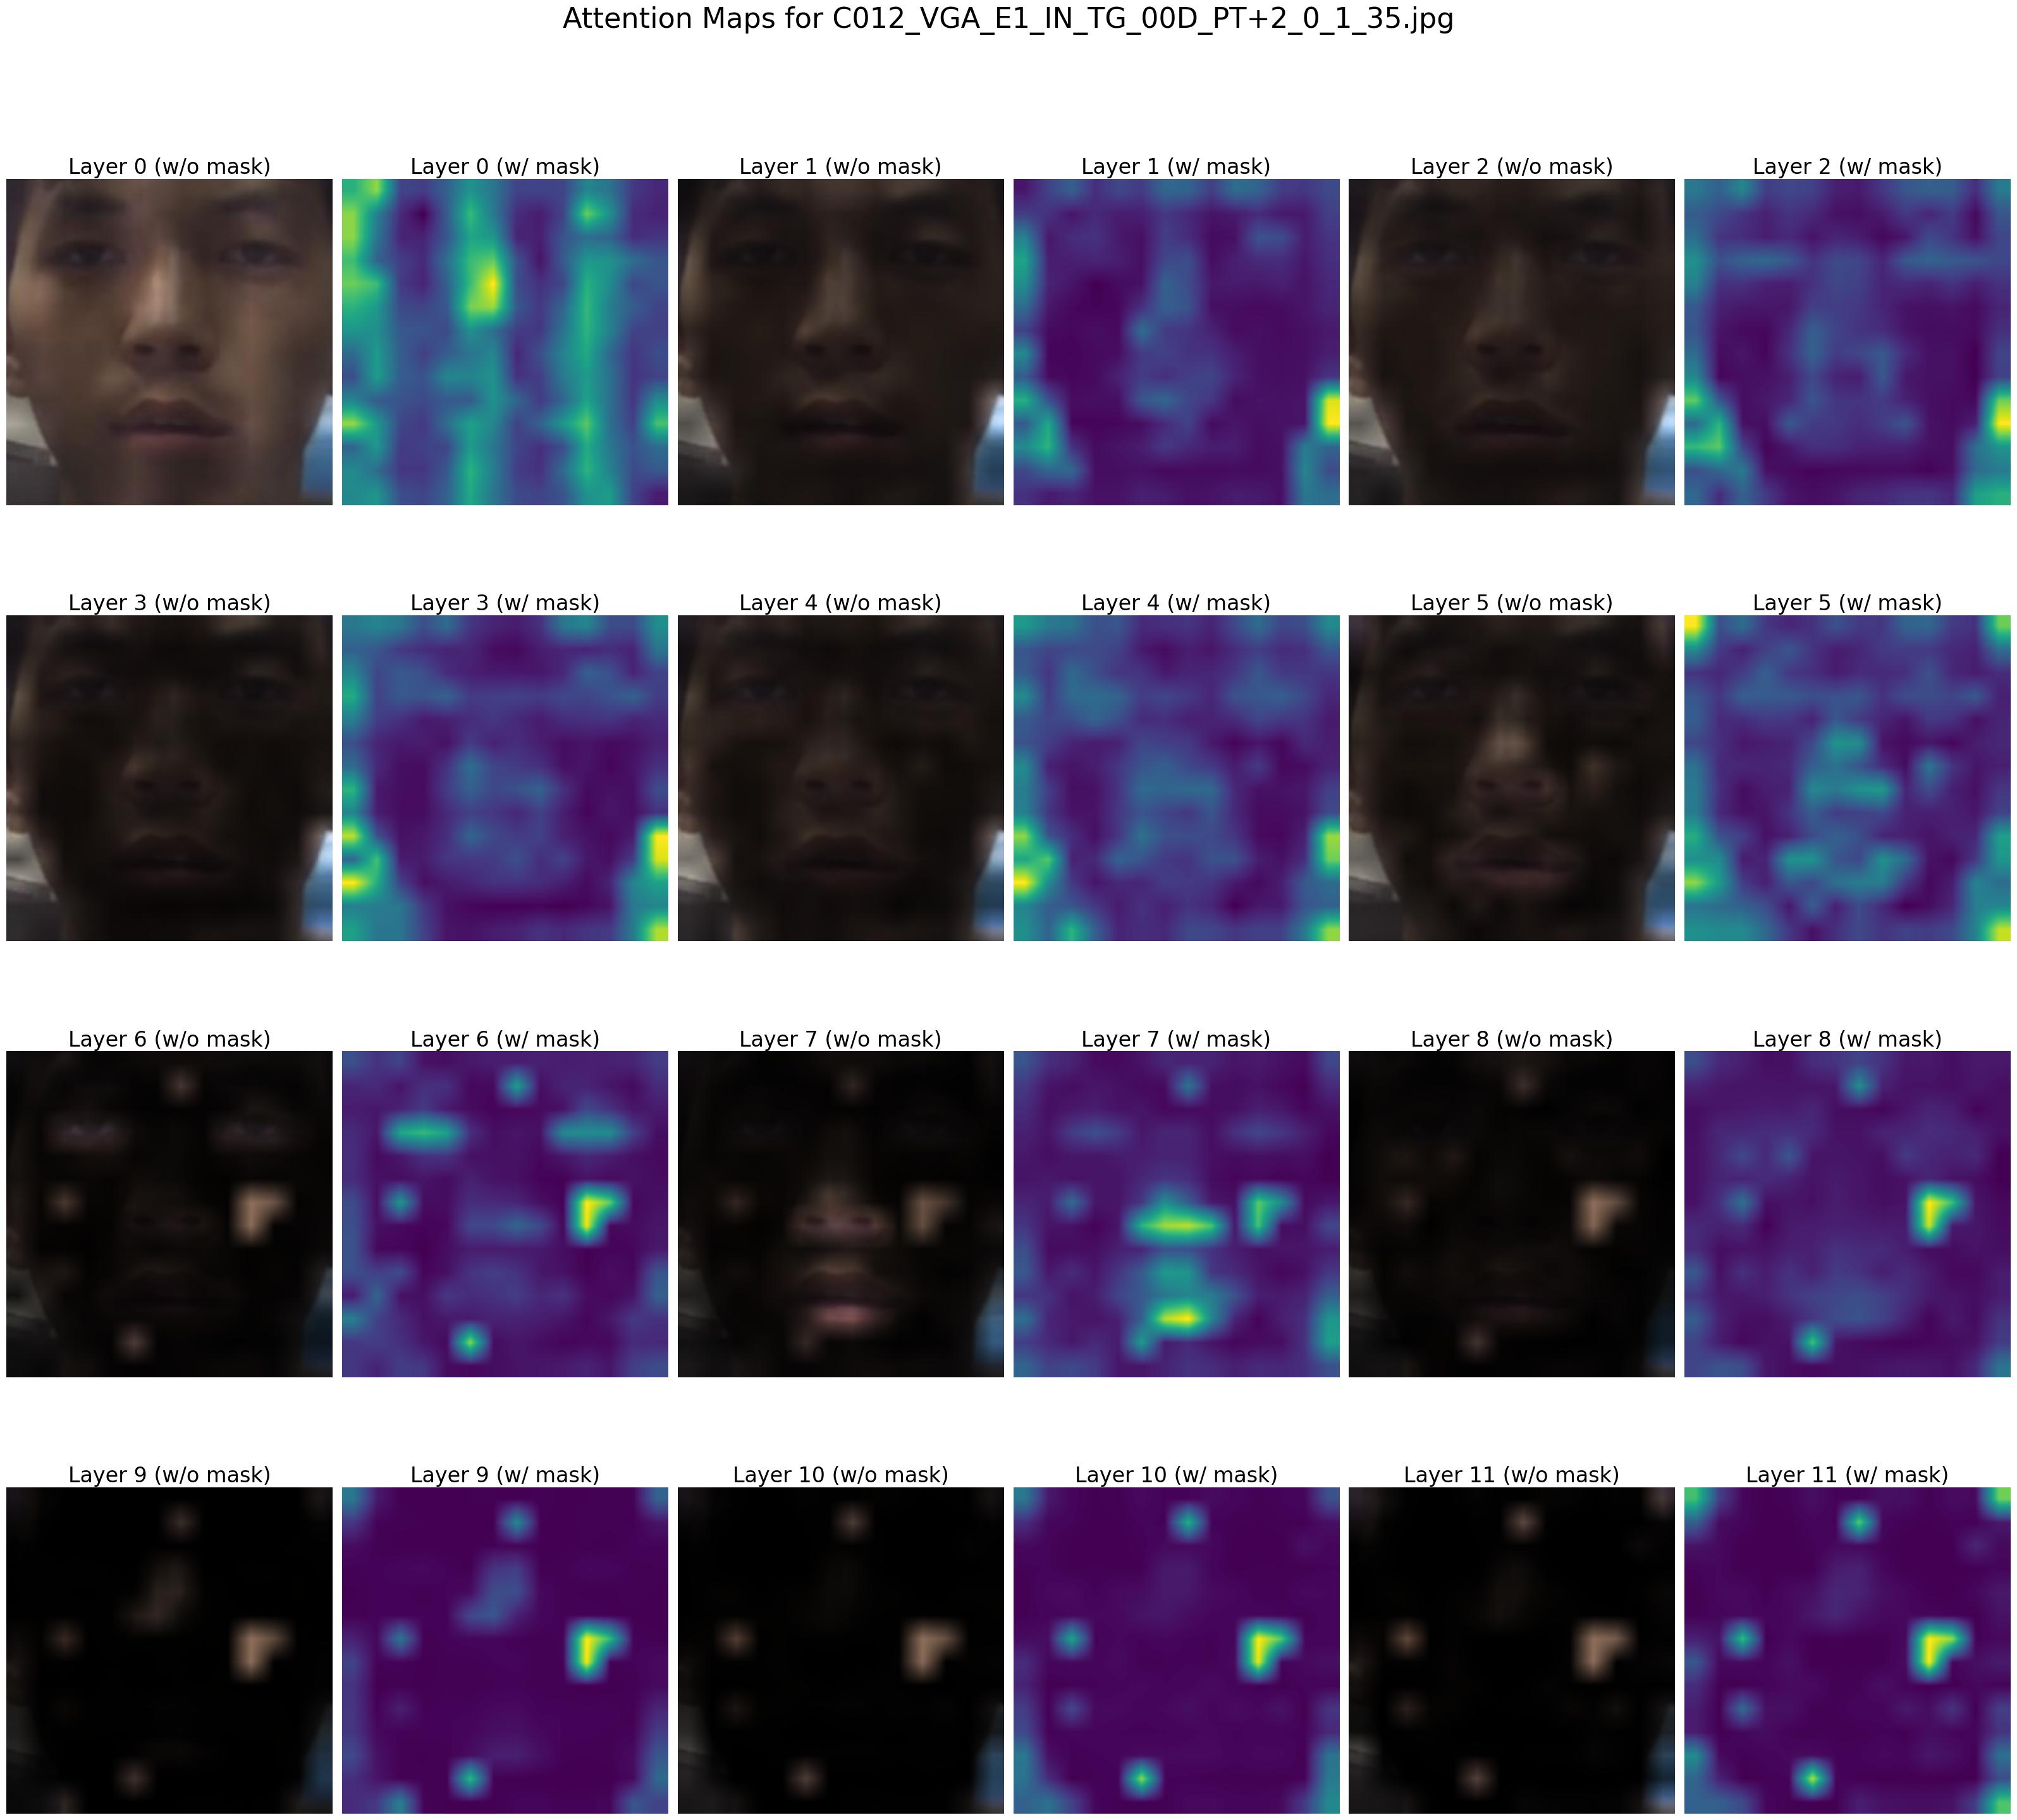 Attention Maps for C012_VGA_E1_IN_TG_00D_PT+2_0_1_35.jpg
Layer 0 (w/o mask)
Layer 0 (w/ mask)
Layer 1 (w/o mask)
Layer 1 (w/ mask)
Layer 2 (w/o mask)
Layer 2 (w/ mask)
Layer 3 (w/o mask)
Layer 3 (w/ mask)
Layer 4 (w/o mask)
Layer 4 (w/ mask)
Layer 5 (w/o mask)
Layer 5 (w/ mask)
Layer 6 (w/o mask)
Layer 6 (w/ mask)
Layer 7 (w/o mask)
Layer 7 (w/ mask)
Layer 8 (w/o mask)
Layer 8 (w/ mask)
Layer 9 (w/o mask)
Layer 9 (w/ mask)
Layer 10 (w/o mask)
Layer 10 (w/ mask)
Layer 11 (w/o mask)
Layer 11 (w/ mask)